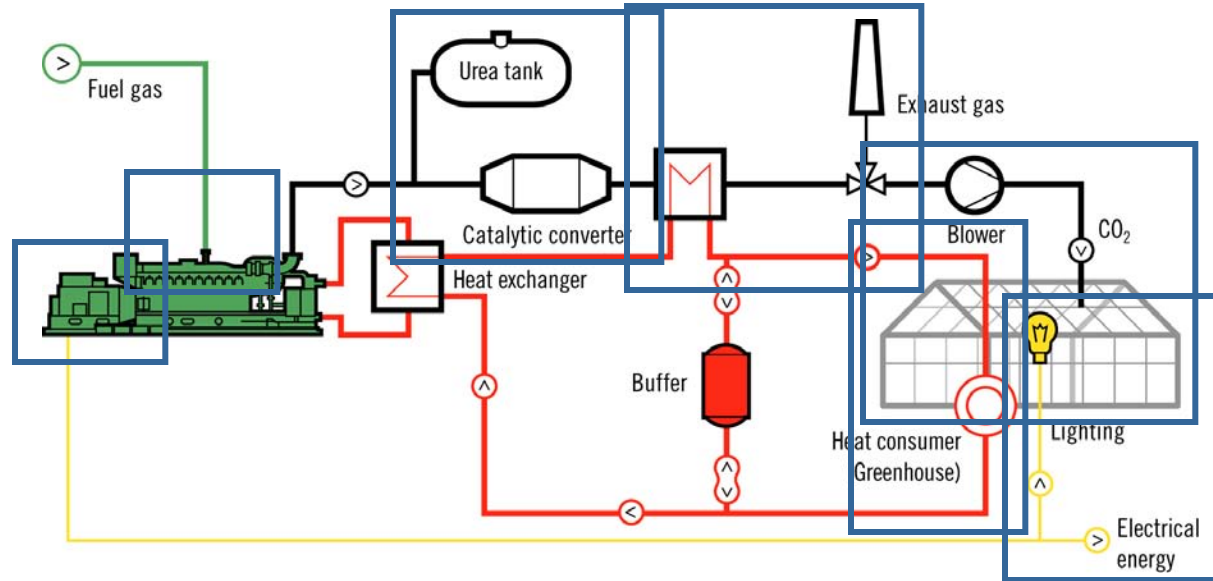 Urea tank
Fuel gas
Exhaust gas
Catalytic converter
Blower
CO₂
Heat exchanger
Buffer
Heat consumer
Greenhouse)
Lighting
Electrical
energy